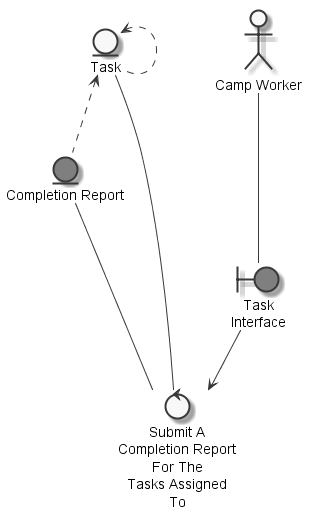 Task
Camp Worker
Completion Report
Task
Interface
Submit A
Completion Report
For The
Tasks Assigned
To